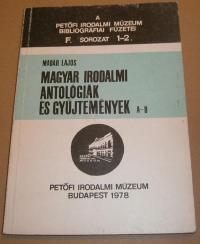 A
PETŐFI IRODALMI MÚZEUM
BIBLIOGRÁFIAI FÜZETEI
F. SOROZAT 1-2.
MADÁR LAJOS
MAGYAR IRODALMI
ANTOLÓGIÁK
ÉS GYŰJTEMÉNYEK A-B
PETŐFI IRODALMI MÚZEUM
BUDAPEST 1978